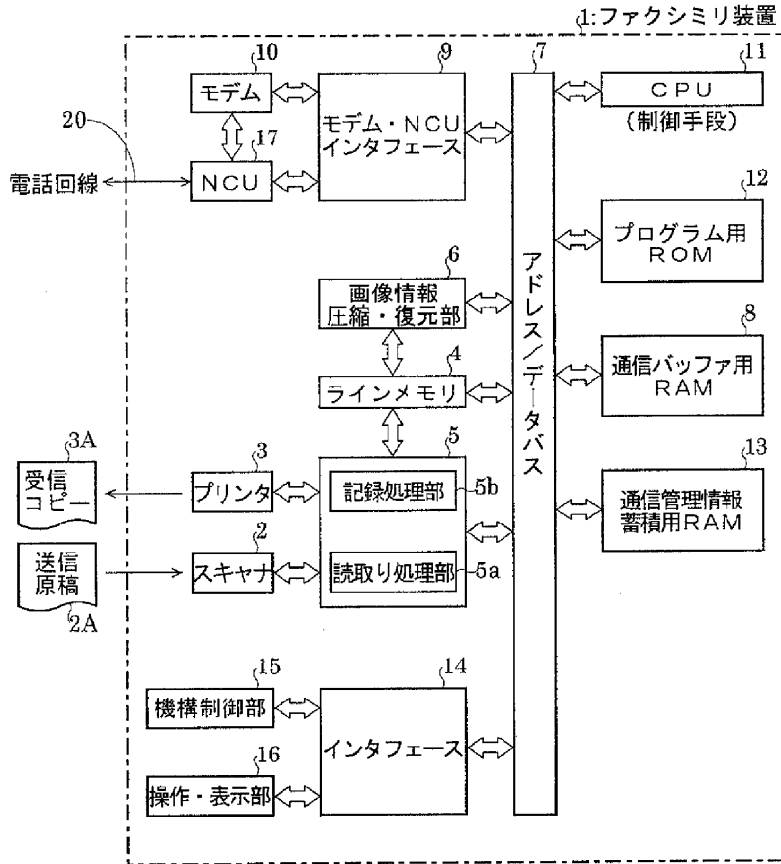 1:ファクシミリ装置
10
9
7
11
モデム
モデム・NCU
インタフェース
CPU
(制御手段)
20
17
電話回線
NCU
12
プログラム用
ROM
6
画像情報
圧縮・復元部
アドレス/データバス
8
通信バッファ用
RAM
4
ラインメモリ
3A
受信
コピー
3
プリンタ
5
記録処理部
5b
13
通信管理情報
蓄積用RAM
送信
原稿
2A
2
スキャナ
読取り処理部
5a
15
機構制御部
14
インタフェース
16
操作・表示部